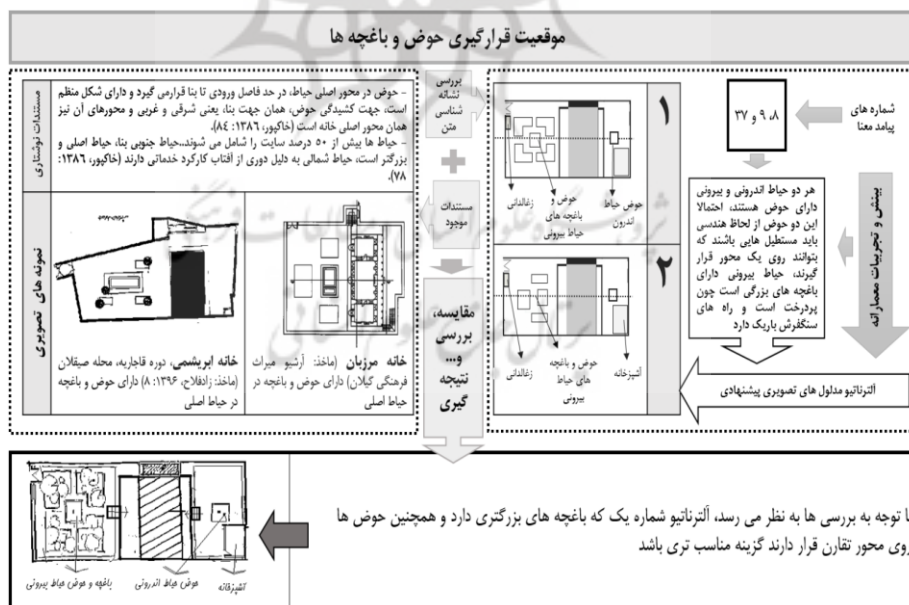 موقعیت قرارگیری حوض و باغچه ها
شماره های
پیامد معنا
۸، ۹ و ۳۷
بینش و تجربیات معمارانه
هر دو حیاط اندرونی و بیرونی
دارای حوض هستند، احتمالا
این دو حوض از لحاظ هندسی
باید مستطیل هایی باشند که
بتوانند روی یک محور قرار
گیرند، حیاط بیرونی دارای
باغچه های بزرگی است چون
پردرخت است و راه های
سنگفرش باریک دارد
آلترناتیو مدلول های تصویری پیشنهادی
۱
حوض حیاط
اندرون
حوض و
باغچه های
حیاط بیرونی
زغالدانی
۲
آشپزخانه
حوض و باغچه
های حیاط
بیرونی
زغالدانی
بررسی
نشانه
شناسی
متن
مستندات
موجود
مقایسه،
بررسی
و...
نتیجه
گیری
مستندات نوشتاری
- حوض در محور اصلی حیاط، در حد فاصل ورودی تا بنا قرارمی گیرد و دارای شکل منظم
است، جهت کشیدگی حوض، همان جهت بنا، یعنی شرقی و غربی و محورهای آن نیز
همان محور اصلی خانه است (خاکپور، ۱۳۸۶: ۸۴).
- حیاط ها بیش از ۵۰ درصد سایت را شامل می شوند..حیاط جنوبی بنا، حیاط اصلی و
بزرگتر است، حیاط شمالی به دلیل دوری از آفتاب کارکرد خدماتی دارند (خاکپور، ۱۳۸۶:
۷۸).
نمونه های تصویری
خانه مرزبان (ماخذ: آرشیو میراث
فرهنگی گیلان) دارای حوض و باغچه در
حیاط اصلی
خانه ابریشمی، دوره قاجاریه، محله صیقلان
(ماخذ: زادفلاح، ۱۳۹۶: ۸) دارای حوض و باغچه
در حیاط اصلی
ا توجه به بررسی ها به نظر می رسد، آلترناتیو شماره یک که باغچه های بزرگتری دارد و همچنین حوض ها
روی محور تقارن قرار دارند گزینه مناسب تری باشد
آشپزخانه
حوض حیاط اندرونی
باغچه و حوض حیاط بیرونی